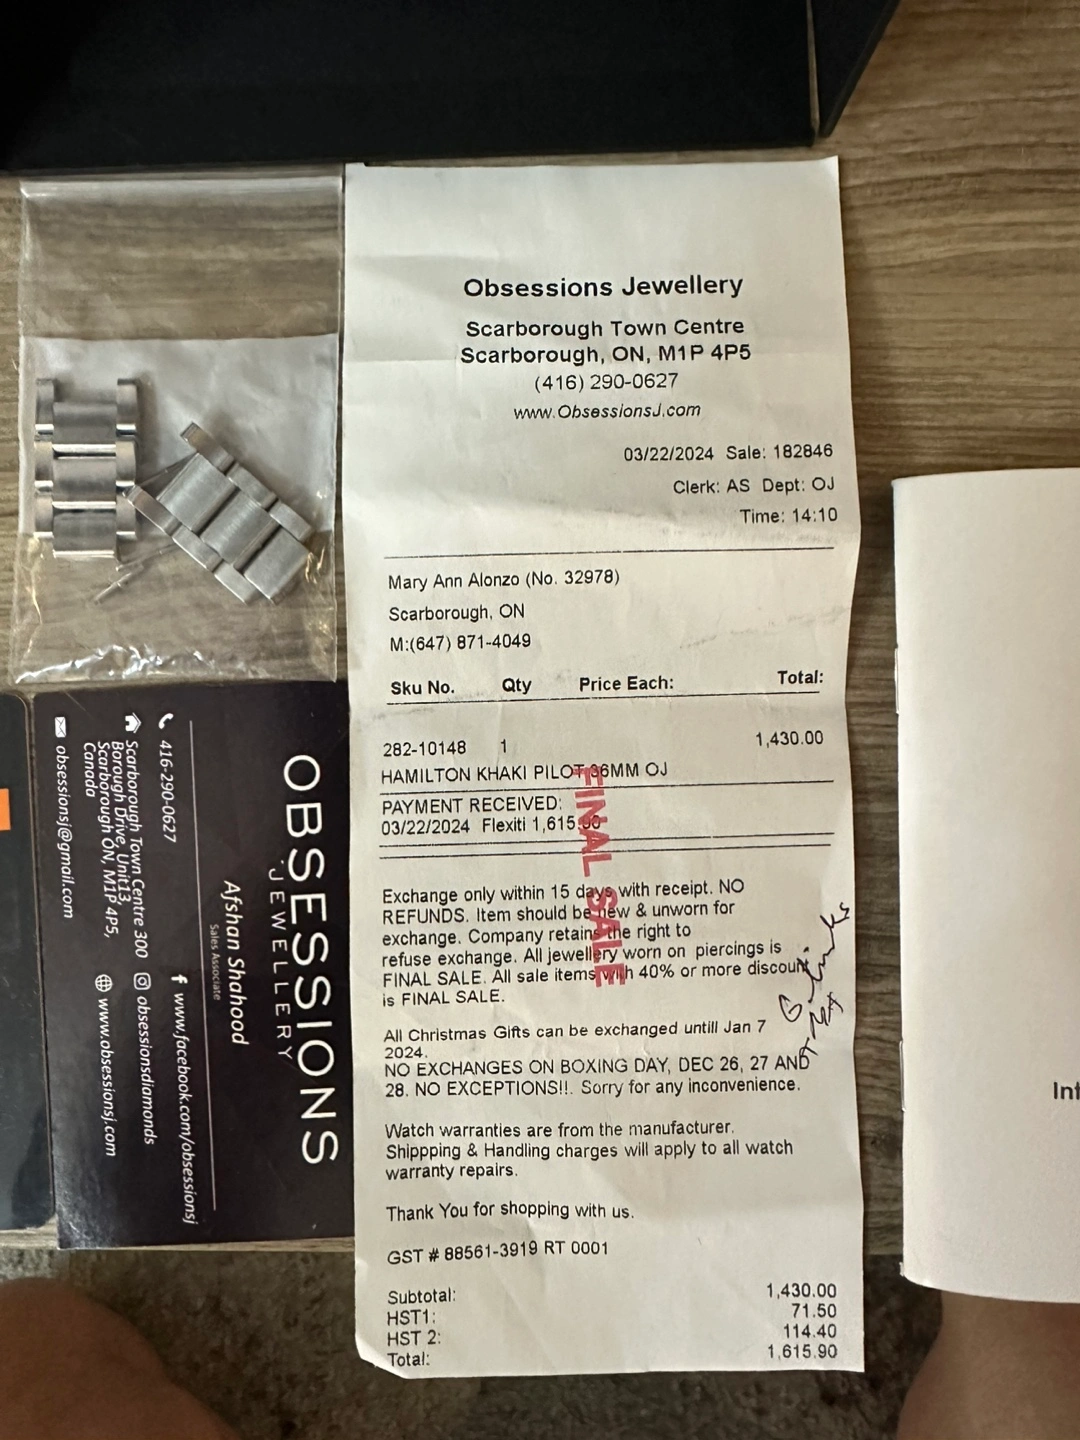 Obsessions Jewellery
Scarborough Town Centre
Scarborough, ON, M1P 4P5
(416) 290-0627
www.ObsessionsJ.com
03/22/2024 Sale: 182846
Clerk: AS Dept: OJ
Time: 14:10
Mary Ann Alonzo (No. 32978)
Scarborough, ON
M:(647) 871-4049
Sku No. Qty Price Each: Total:
282-10148 1 1,430.00
HAMILTON KHAKI PILOT 36MM OJ
PAYMENT RECEIVED:
03/22/2024 Flexiti 1,615.90
FINAL SALE
Exchange only within 15 days with receipt. NO
REFUNDS. Item should be new & unworn for
exchange. Company retains the right to
refuse exchange. All jewellery worn on piercings is
FINAL SALE. All sale items with 40% or more discount
is FINAL SALE.
All Christmas Gifts can be exchanged untill Jan 7
2024.
NO EXCHANGES ON BOXING DAY, DEC 26, 27 AND
28. NO EXCEPTIONS!!. Sorry for any inconvenience.
Watch warranties are from the manufacturer.
Shippping & Handling charges will apply to all watch
warranty repairs.
Thank You for shopping with us.
GST # 88561-3919 RT 0001
Subtotal: 1,430.00
HST1: 71.50
HST 2: 114.40
Total: 1,615.90
OBSESSIONS
JEWELLERY
Afshan Shahood
Sales Associate
416-290-0627
Scarborough Town Centre 300
Borough Drive, Unit13,
Scarborough ON, M1P 4P5,
Canada
obsessionsj@gmail.com
www.facebook.com/obsessionsj
obsessionsdiamonds
www.obsessionsj.com
Int